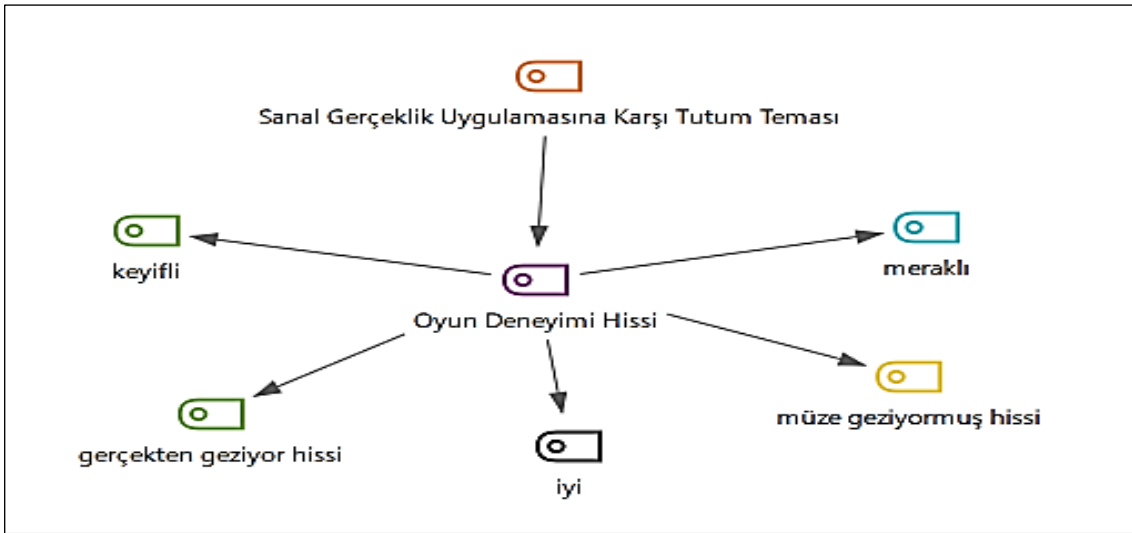 Sanal Gerçeklik Uygulamasına Karşı Tutum Teması
keyifli
meraklı
Oyun Deneyimi Hissi
müze geziyormuş hissi
gerçekten geziyor hissi
iyi